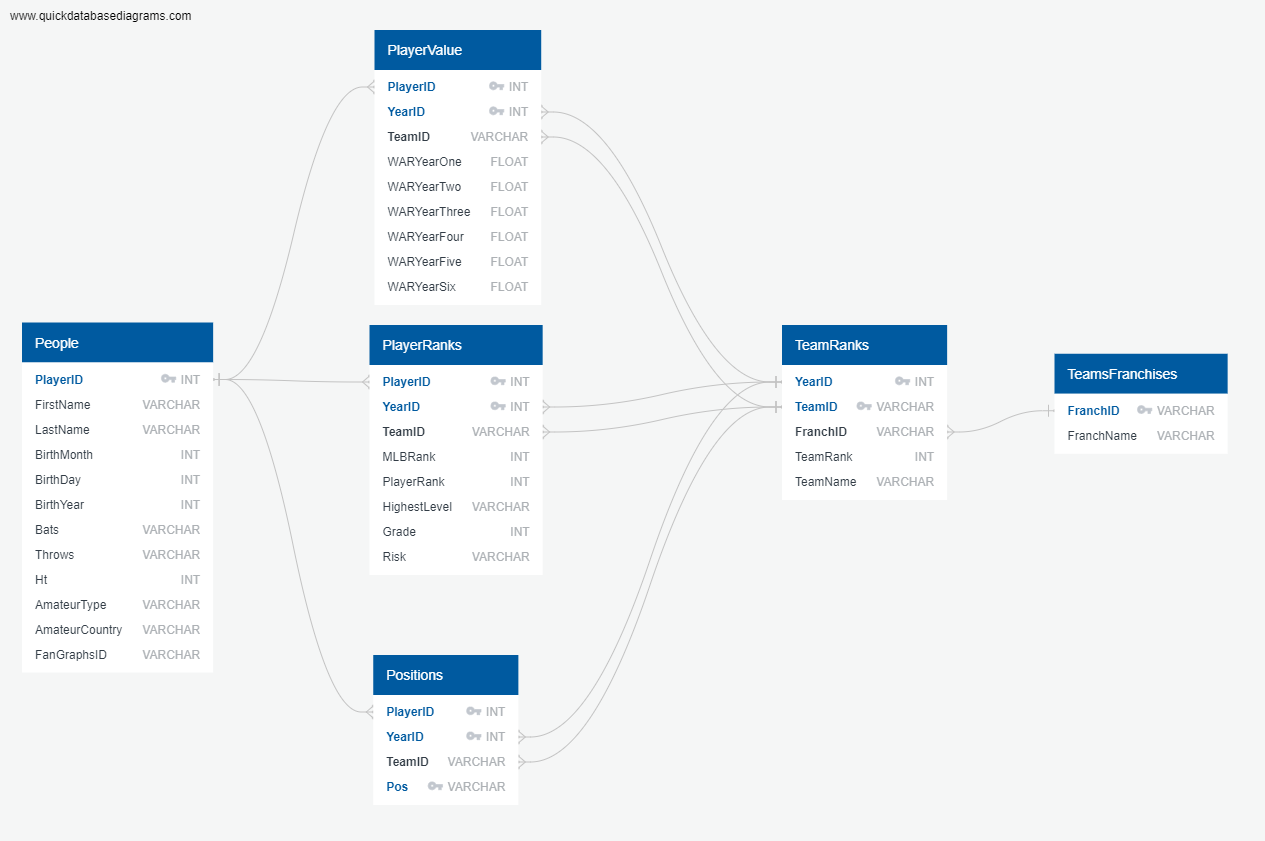 www.quickdatabasediagrams.com
PlayerValue
PlayerID INT
YearID INT
TeamID VARCHAR
WARYearOne FLOAT
WARYearTwo FLOAT
WARYearThree FLOAT
WARYearFour FLOAT
WARYearFive FLOAT
WARYearSix FLOAT
People
PlayerID INT
FirstName VARCHAR
LastName VARCHAR
BirthMonth INT
BirthDay INT
BirthYear INT
Bats VARCHAR
Throws VARCHAR
Ht INT
AmateurType VARCHAR
AmateurCountry VARCHAR
FanGraphsID VARCHAR
PlayerRanks
PlayerID INT
YearID INT
TeamID VARCHAR
MLBRank INT
PlayerRank INT
HighestLevel VARCHAR
Grade INT
Risk VARCHAR
Positions
PlayerID INT
YearID INT
TeamID VARCHAR
Pos VARCHAR
TeamRanks
YearID INT
TeamID VARCHAR
FranchID VARCHAR
TeamRank INT
TeamName VARCHAR
TeamsFranchises
FranchID VARCHAR
FranchName VARCHAR